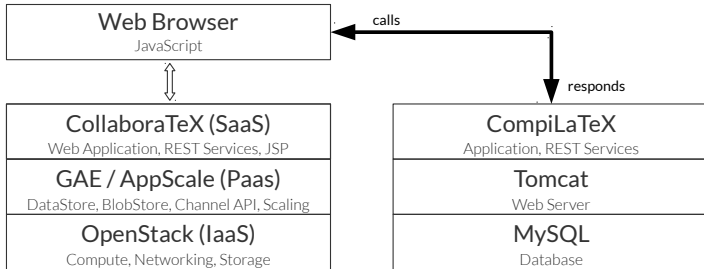 Web Browser
JavaScript
calls
responds
CollaboraTeX (SaaS)
Web Application, REST Services, JSP
GAE / AppScale (Paas)
DataStore, BlobStore, Channel API, Scaling
OpenStack (IaaS)
Compute, Networking, Storage
CompiLaTeX
Application, REST Services
Tomcat
Web Server
MySQL
Database